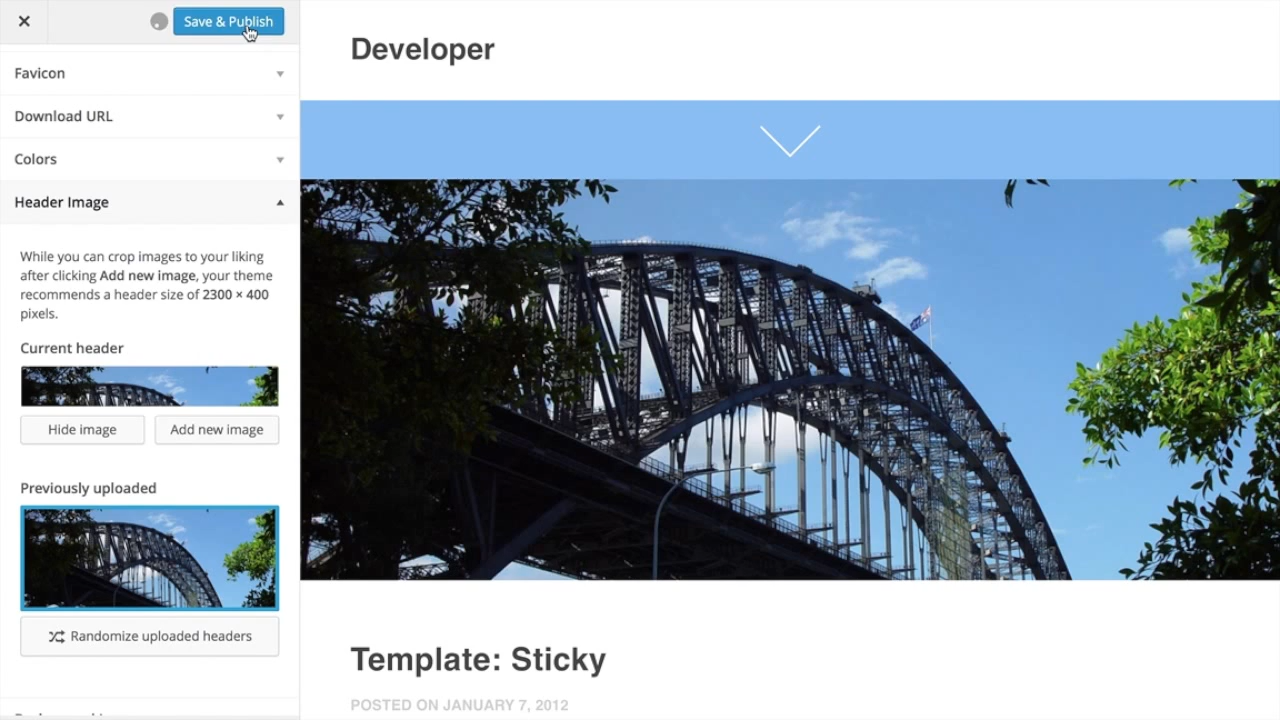 Save & Publish
Favicon
Download URL
Colors
Header Image
While you can crop images to your liking
after clicking Add new image, your theme
recommends a header size of 2300 × 400
pixels.
Current header
Hide image
Add new image
Previously uploaded
Randomize uploaded headers
Developer
Template: Sticky
POSTED ON JANUARY 7, 2012